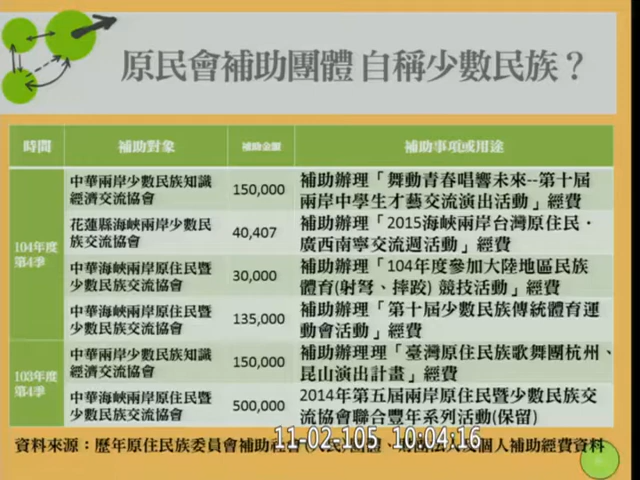 原民會補助團體 自稱少數民族？
時間 補助對象 補助金額 補助事項或用途
104年度
第4季
中華兩岸少數民族知識
經濟交流協會
150,000
補助辦理「舞動青春唱響未來--第十屆
兩岸中學生才藝交流演出活動」經費
花蓮縣海峽兩岸少數民
族交流協會
40,407
補助辦理「2015海峽兩岸台灣原住民・
廣西南寧交流週活動」經費
中華海峽兩岸原住民暨
少數民族交流協會
30,000
補助辦理「104年度參加大陸地區民族
體育(射弩、摔跤) 競技活動」經費
中華海峽兩岸原住民暨
少數民族交流協會
135,000
補助辦理「第十屆少數民族傳統體育運
動會活動」經費
103年度
第4季
中華兩岸少數民族知識
經濟交流協會
150,000
補助辦理理「臺灣原住民族歌舞團杭州、
昆山演出計畫」經費
中華海峽兩岸原住民暨
少數民族交流協會
500,000
2014年第五屆兩岸原住民暨少數民族交
流協會聯合豐年系列活動(保留)
資料來源：歷年原住民族委員會補助 個人補助經費資料
11-02-105 10:04:16